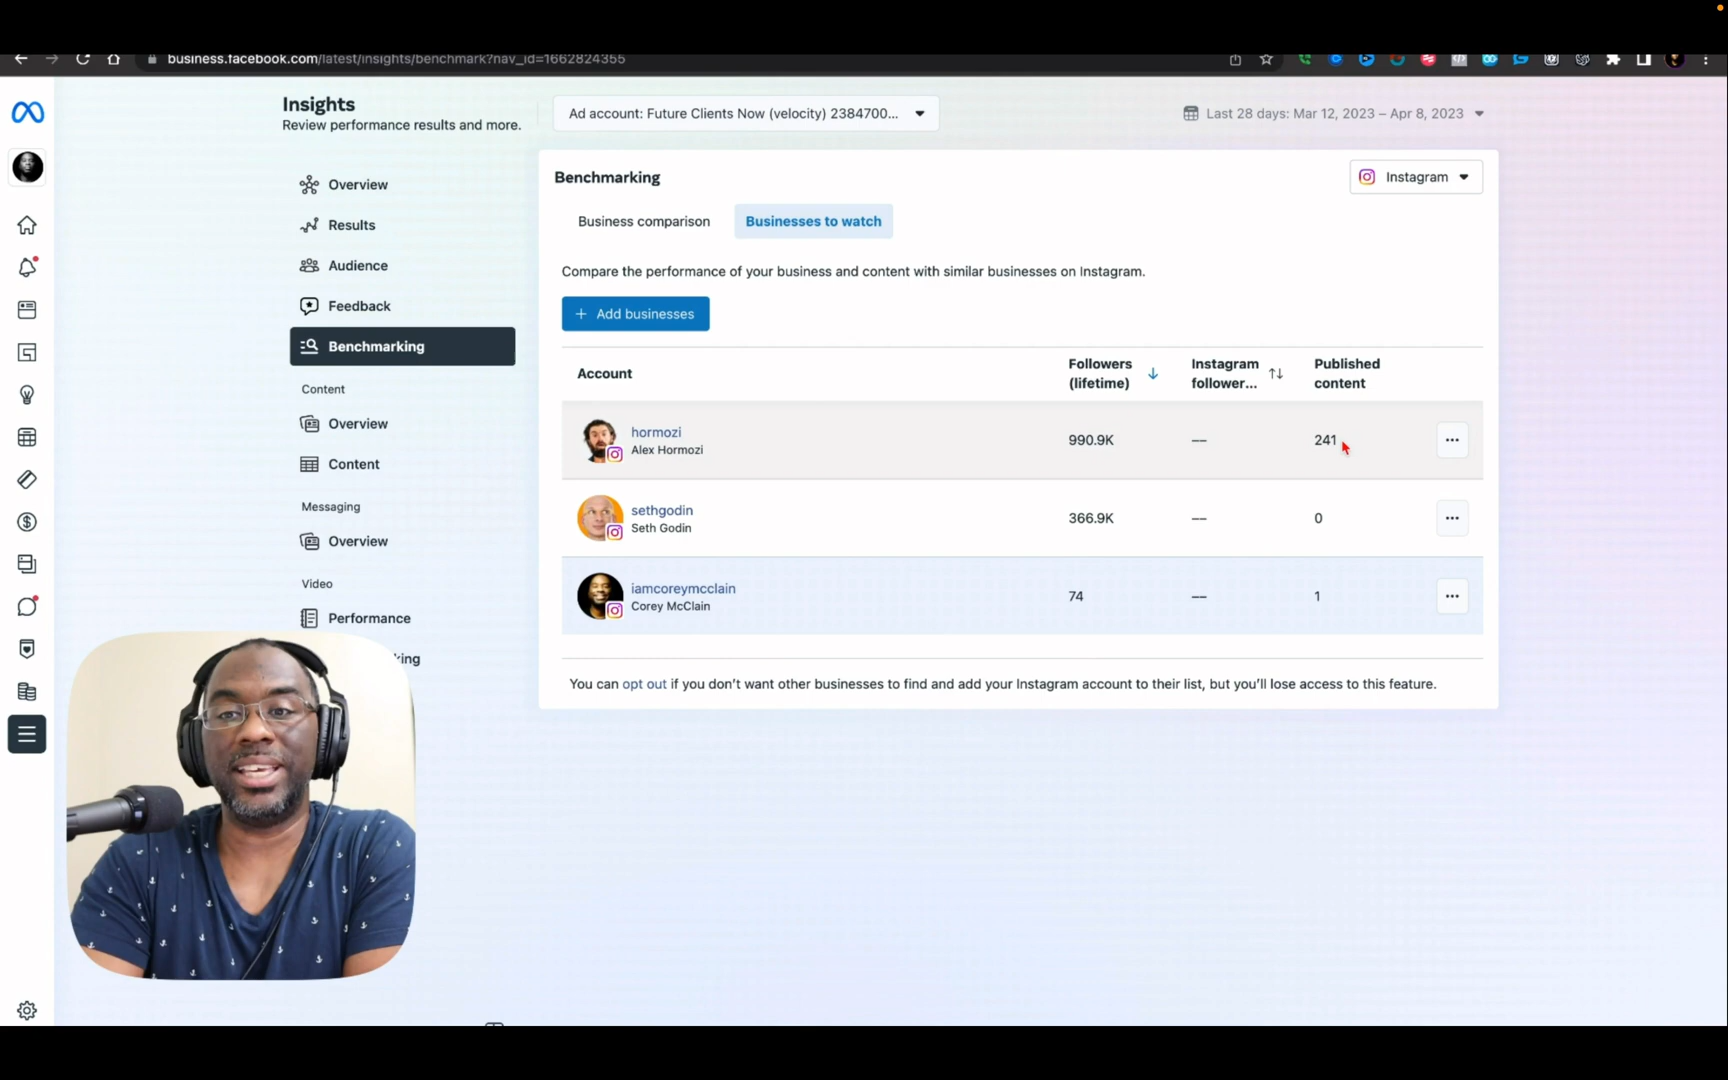 business.facebook.com/latest/insights/benchmark?nav_id=1662824355
Insights
Review performance results and more.
Ad account: Future Clients Now (velocity) 2384700...
Last 28 days: Mar 12, 2023 – Apr 8, 2023
Overview
Results
Audience
Feedback
Benchmarking
Content
Overview
Content
Messaging
Overview
Video
Performance
king
Benchmarking
Instagram
Business comparison
Businesses to watch
Compare the performance of your business and content with similar businesses on Instagram.
+ Add businesses
Account
Followers
(lifetime)
Instagram
follower...
Published
content
hormozi
Alex Hormozi
990.9K
––
241
sethgodin
Seth Godin
366.9K
––
0
iamcoreymcclain
Corey McClain
74
––
1
You can opt out if you don’t want other businesses to find and add your Instagram account to their list, but you’ll lose access to this feature.